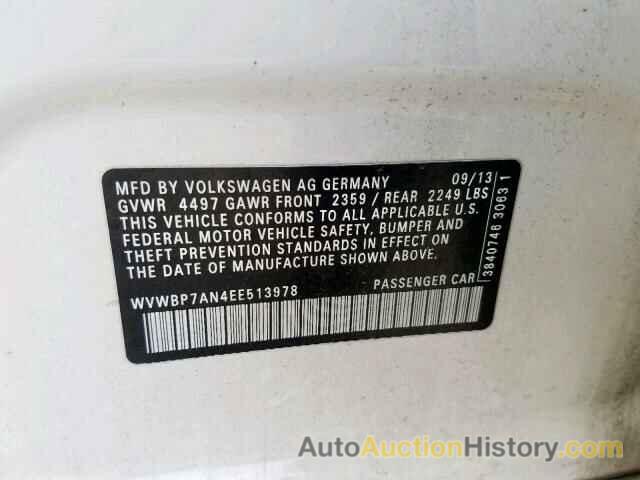 MFD BY VOLKSWAGEN AG GERMANY 09/13
GVWR 4497 GAWR FRONT 2359 / REAR 2249 LBS
THIS VEHICLE CONFORMS TO ALL APPLICABLE U.S.
FEDERAL MOTOR VEHICLE SAFETY, BUMPER AND
THEFT PREVENTION STANDARDS IN EFFECT ON
THE DATE OF MANUFACTURE SHOWN ABOVE.
WVWBP7AN4EE513978 PASSENGER CAR
3840746 30631
AutoAuctionHistory.com